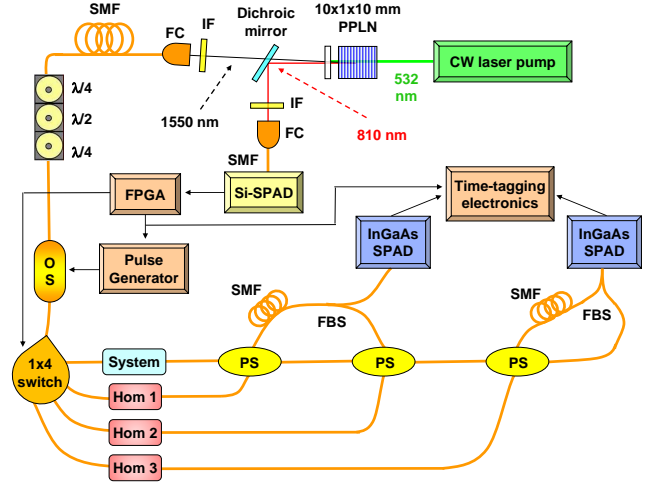 SMF
FC
IF
Dichroic
mirror
10x1x10 mm
PPLN
CW laser pump
532
nm
λ/4
λ/2
λ/4
1550 nm
IF
810 nm
FC
SMF
FPGA
Si-SPAD
Time-tagging
electronics
InGaAs
SPAD
InGaAs
SPAD
O
S
Pulse
Generator
SMF
FBS
SMF
FBS
1x4
switch
System
PS
PS
PS
Hom 1
Hom 2
Hom 3